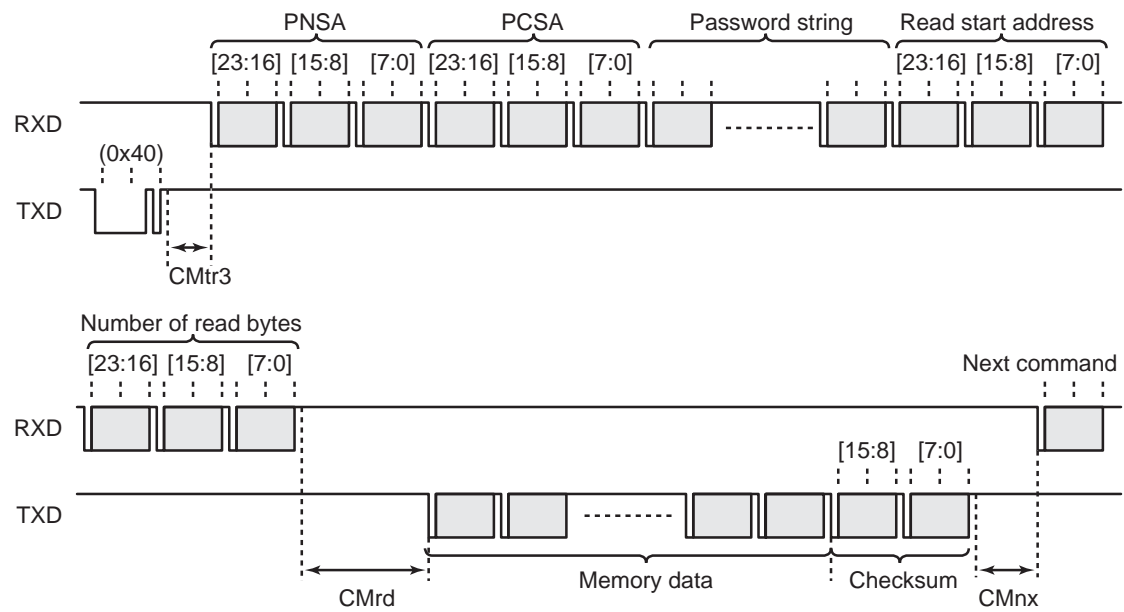 PNSA PCSA Password string Read start address
[23:16] [15:8] [7:0] [23:16] [15:8] [7:0] [23:16] [15:8] [7:0]
RXD
(0x40)
TXD
CMtr3
Number of read bytes
[23:16] [15:8] [7:0] Next command
RXD
[15:8] [7:0]
TXD
Memory data Checksum
CMrd CMnx